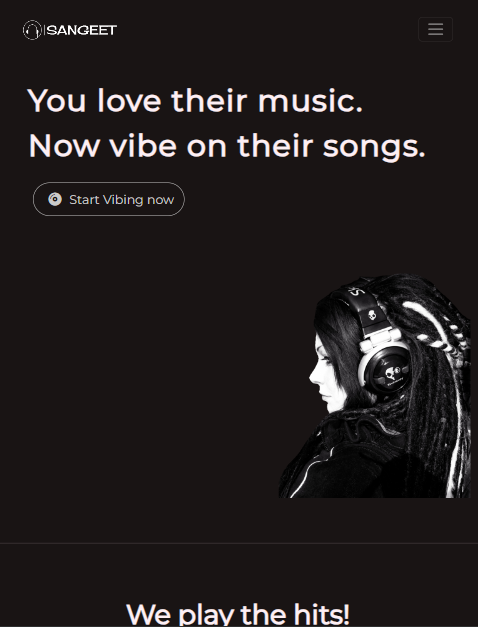 SANGEET
You love their music.
Now vibe on their songs.
Start Vibing now
We play the hits!